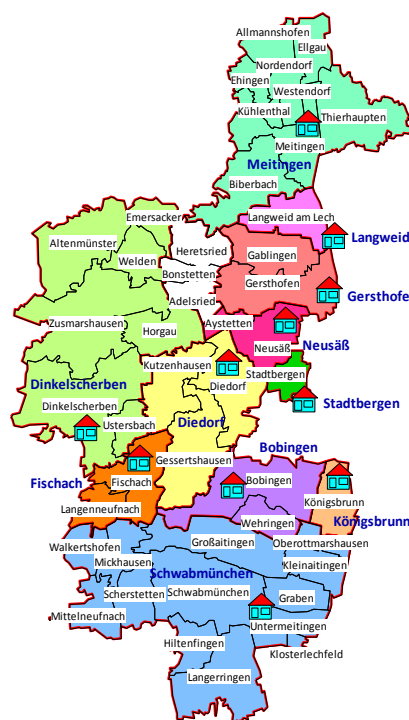 Allmannshofen
Ellgau
Nordendorf
Ehingen
Westendorf
Kühlenthal
Thierhaupten
Meitingen
Meitingen
Biberbach
Emersacker
Langweid am Lech
Altenmünster
Heretsried
Langweid
Welden
Gablingen
Bonstetten
Gersthofen
Adelsried
Gersthofe
Zusmarshausen
Horgau
Aystetten
Neusäß
Neusäß
Kutzenhausen
Stadtbergen
Dinkelscherben
Diedorf
Dinkelscherben
Stadtbergen
Ustersbach
Diedorf
Bobingen
Gessertshausen
Fischach
Fischach
Bobingen
Königsbrunn
Langenneufnach
Wehringen
Königsbrunn
Großaitingen
Oberottmarshausen
Walkertshofen
Mickhausen
Kleinaitingen
Schwabmünchen
Scherstetten
Schwabmünchen
Graben
Mittelneufnach
Untermeitingen
Hiltenfingen
Klosterlechfeld
Langerringen